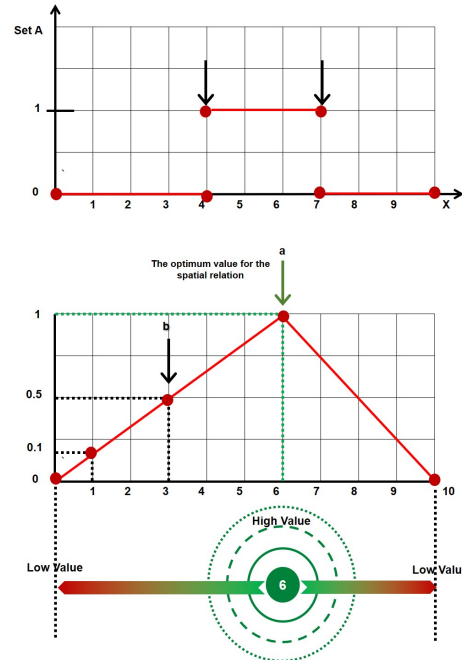 Set A
1
0
1 2 3 4 5 6 7 8 9 X
a
The optimum value for the
spatial relation
1
b
0.5
0.1
0
1 2 3 4 5 6 7 8 9 10
High Value
Low Value
Low Valu
6